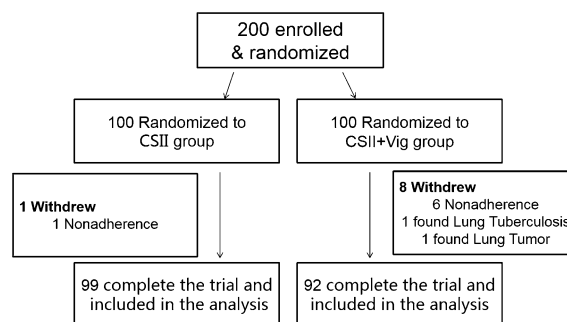 200 enrolled
& randomized
100 Randomized to
CSII group
100 Randomized to
CSII+Vig group
1 Withdrew
1 Nonadherence
8 Withdrew
6 Nonadherence
1 found Lung Tuberculosis
1 found Lung Tumor
99 complete the trial and
included in the analysis
92 complete the trial and
included in the analysis